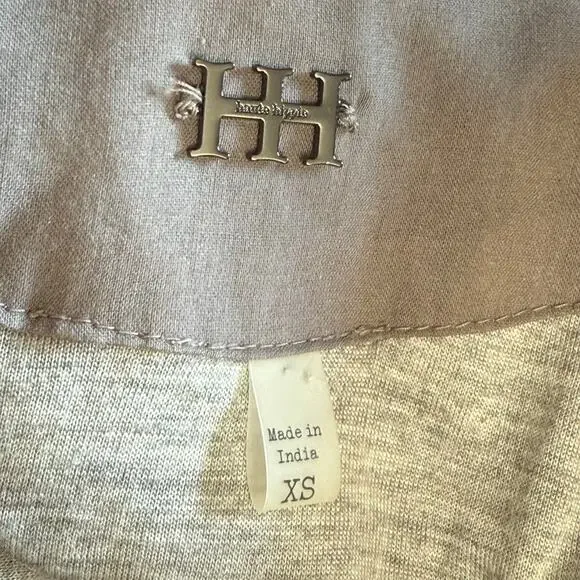 HH
haute hippie
Made in
India
XS